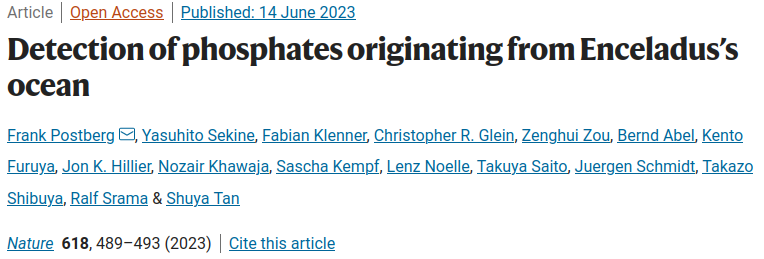 Article | Open Access | Published: 14 June 2023
Detection of phosphates originating from Enceladus’s
ocean
Frank Postberg, Yasuhito Sekine, Fabian Klenner, Christopher R. Glein, Zenghui Zou, Bernd Abel, Kento
Furuya, Jon K. Hillier, Nozair Khawaja, Sascha Kempf, Lenz Noelle, Takuya Saito, Juergen Schmidt, Takazo
Shibuya, Ralf Srama & Shuya Tan
Nature 618, 489–493 (2023) | Cite this article